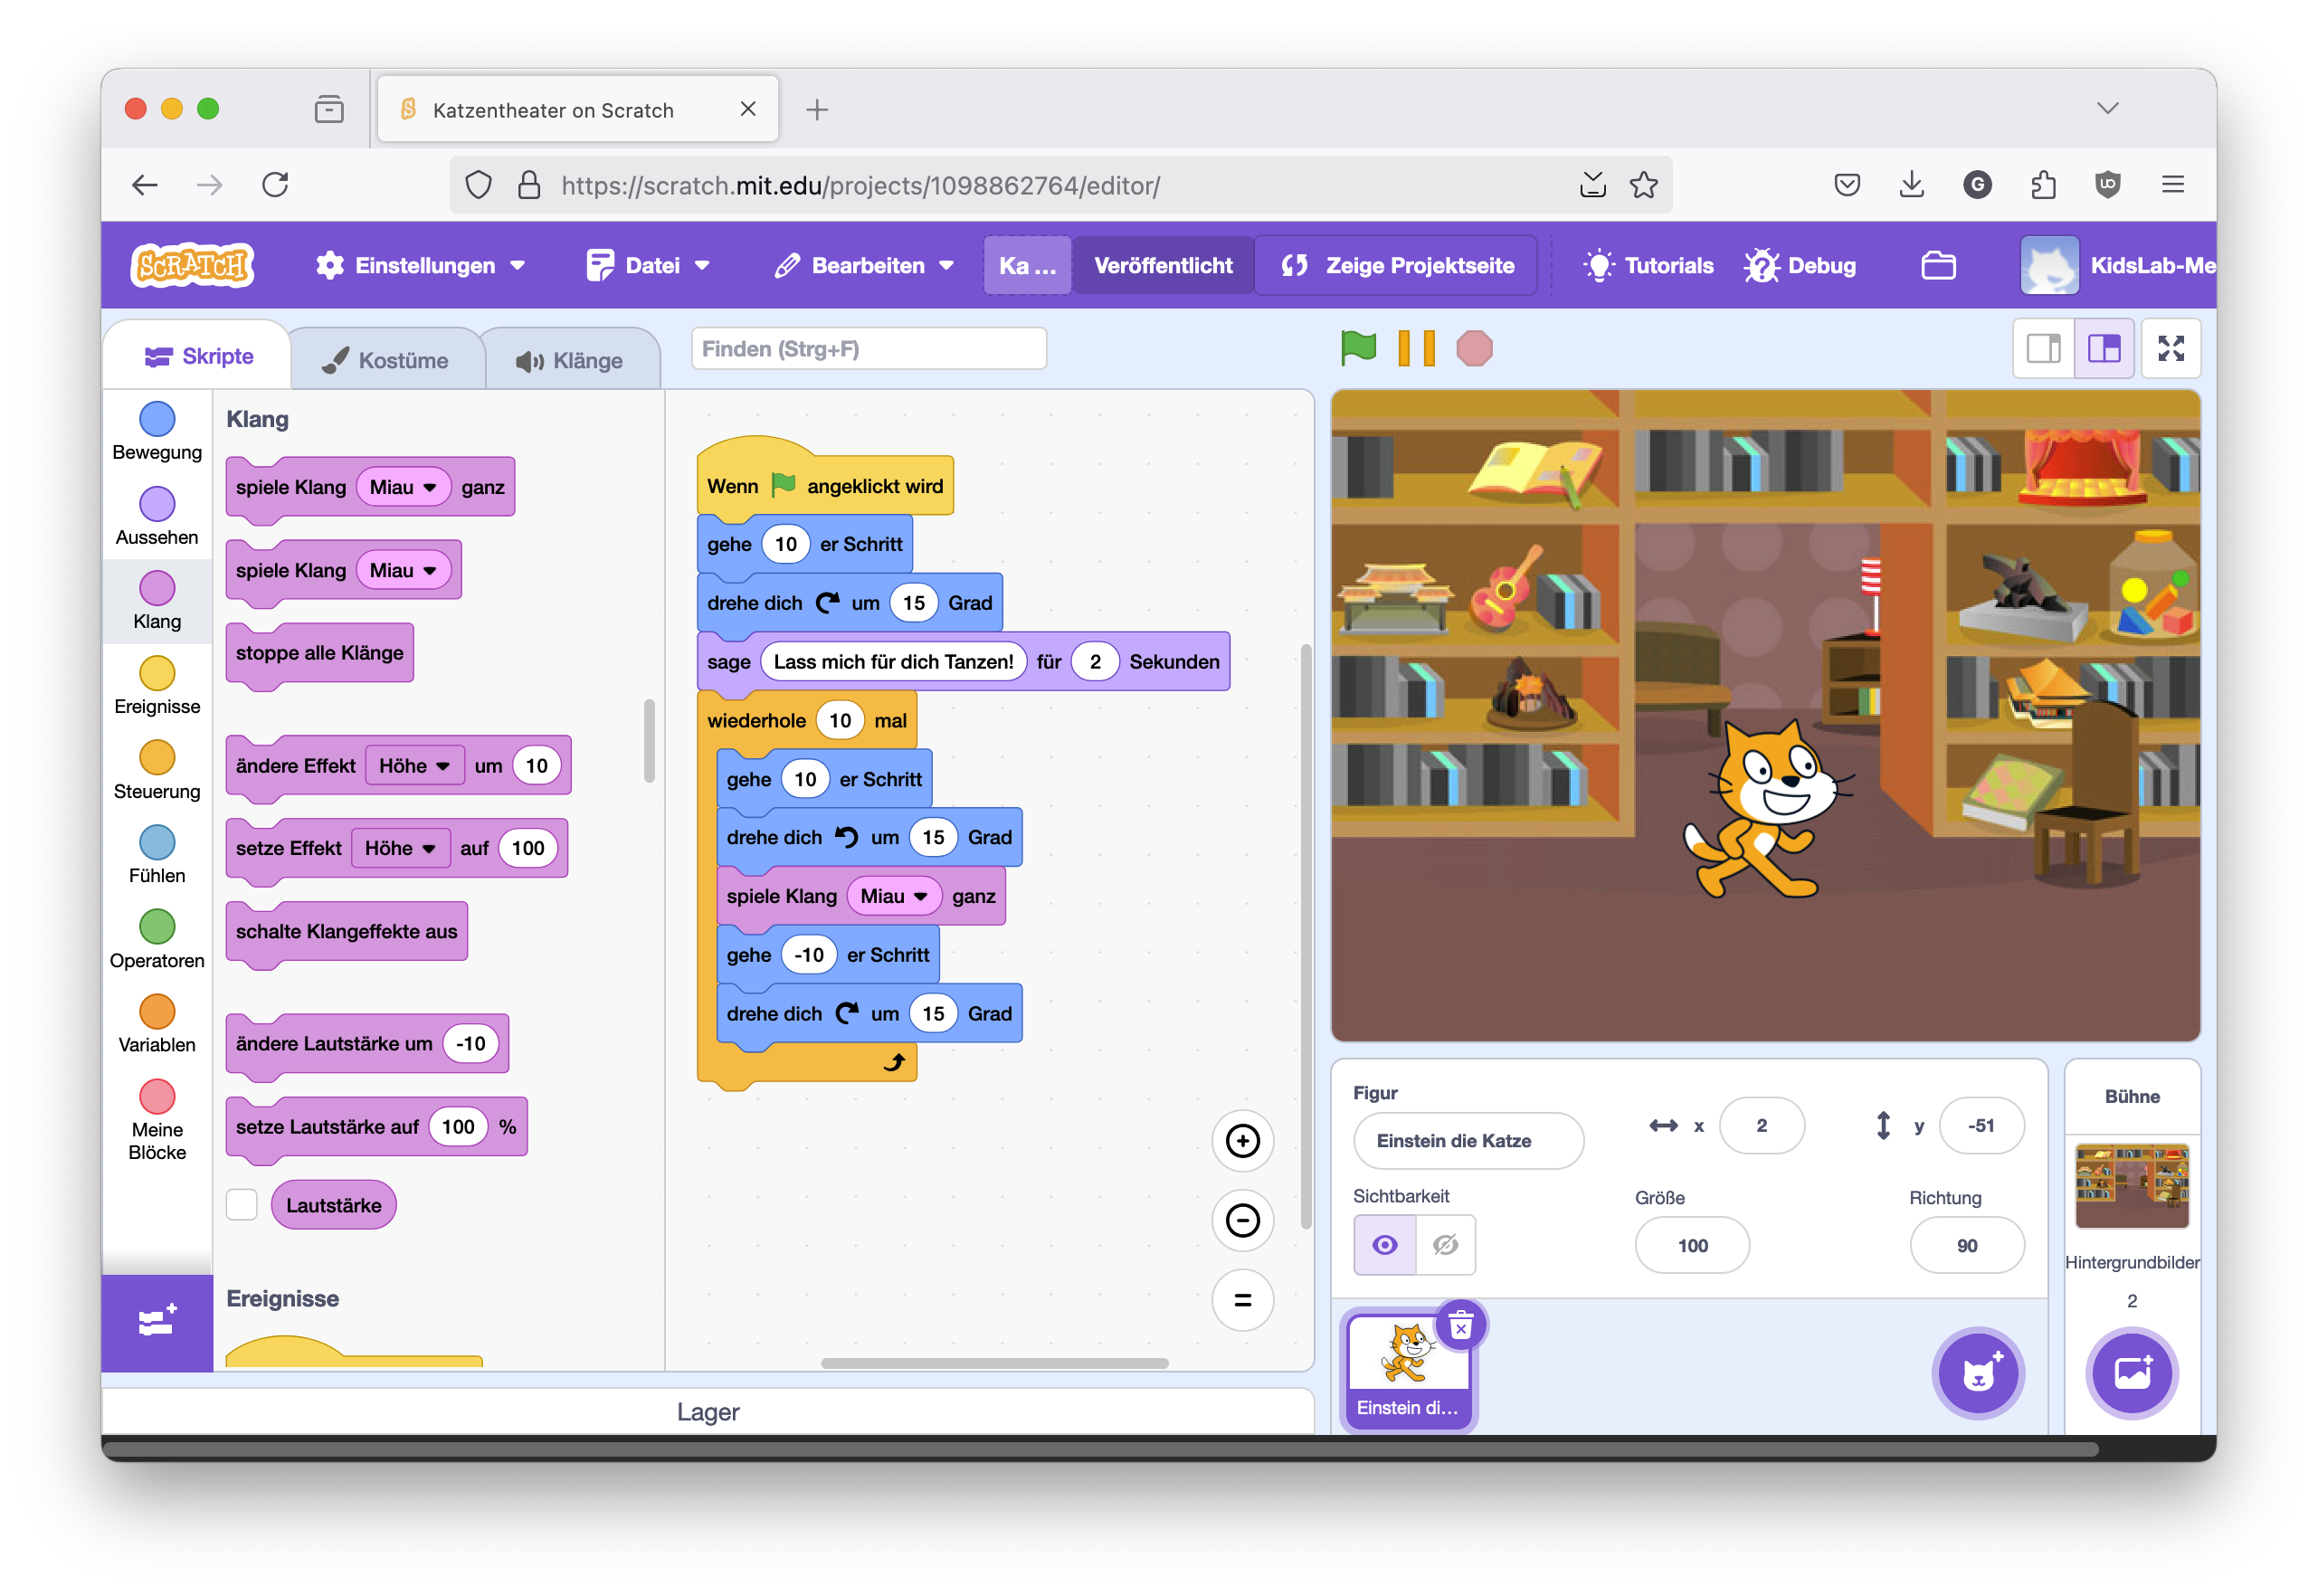 Katzentheater on Scratch
https://scratch.mit.edu/projects/1098862764/editor/
G
UO
SCRATCH
Einstellungen
Datei
Bearbeiten
Ka ...
Veröffentlicht
Zeige Projektseite
Tutorials
Debug
KidsLab-Me
Skripte
Kostüme
Klänge
Finden (Strg+F)
Bewegung
Aussehen
Klang
Ereignisse
Steuerung
Fühlen
Operatoren
Variablen
Meine
Blöcke
Klang
spiele Klang Miau ganz
spiele Klang Miau
stoppe alle Klänge
ändere Effekt Höhe um 10
setze Effekt Höhe auf 100
schalte Klangeffekte aus
ändere Lautstärke um -10
setze Lautstärke auf 100 %
Lautstärke
Ereignisse
Wenn angeklickt wird
gehe 10 er Schritt
drehe dich um 15 Grad
sage Lass mich für dich Tanzen! für 2 Sekunden
wiederhole 10 mal
gehe 10 er Schritt
drehe dich um 15 Grad
spiele Klang Miau ganz
gehe -10 er Schritt
drehe dich um 15 Grad
Lager
Figur
Einstein die Katze
x 2
y -51
Sichtbarkeit
Größe
100
Richtung
90
Einstein di...
Bühne
Hintergrundbilder
2